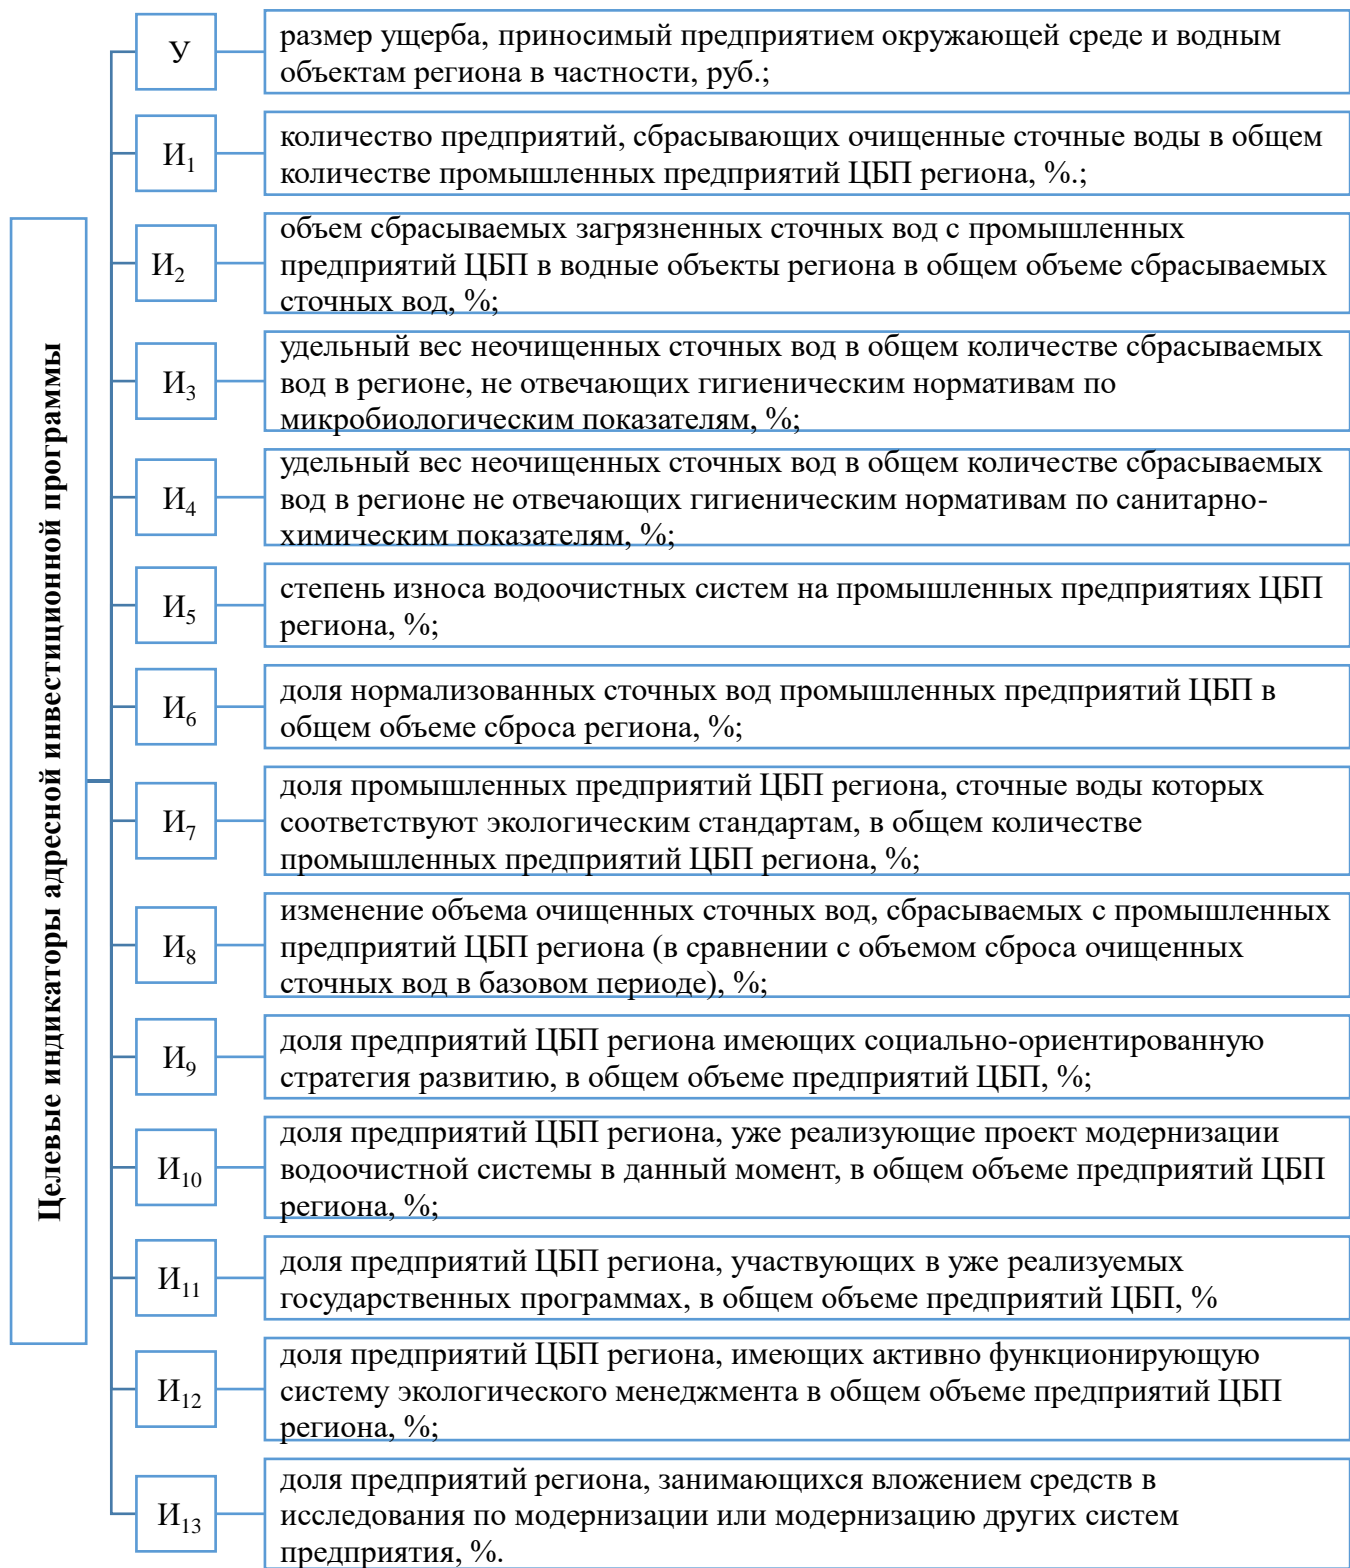 Целевые индикаторы адресной инвестиционной программы
У
размер ущерба, приносимый предприятием окружающей среде и водным
объектам региона в частности, руб.;
И1
количество предприятий, сбрасывающих очищенные сточные воды в общем
количестве промышленных предприятий ЦБП региона, %.;
И2
объем сбрасываемых загрязненных сточных вод с промышленных
предприятий ЦБП в водные объекты региона в общем объеме сбрасываемых
сточных вод, %;
И3
удельный вес неочищенных сточных вод в общем количестве сбрасываемых
вод в регионе, не отвечающих гигиеническим нормативам по
микробиологическим показателям, %;
И4
удельный вес неочищенных сточных вод в общем количестве сбрасываемых
вод в регионе не отвечающих гигиеническим нормативам по санитарно-
химическим показателям, %;
И5
степень износа водоочистных систем на промышленных предприятиях ЦБП
региона, %;
И6
доля нормализованных сточных вод промышленных предприятий ЦБП в
общем объеме сброса региона, %;
И7
доля промышленных предприятий ЦБП региона, сточные воды которых
соответствуют экологическим стандартам, в общем количестве
промышленных предприятий ЦБП региона, %;
И8
изменение объема очищенных сточных вод, сбрасываемых с промышленных
предприятий ЦБП региона (в сравнении с объемом сброса очищенных
сточных вод в базовом периоде), %;
И9
доля предприятий ЦБП региона имеющих социально-ориентированную
стратегия развитию, в общем объеме предприятий ЦБП, %;
И10
доля предприятий ЦБП региона, уже реализующие проект модернизации
водоочистной системы в данный момент, в общем объеме предприятий ЦБП
региона, %;
И11
доля предприятий ЦБП региона, участвующих в уже реализуемых
государственных программах, в общем объеме предприятий ЦБП, %
И12
доля предприятий ЦБП региона, имеющих активно функционирующую
систему экологического менеджмента в общем объеме предприятий ЦБП
региона, %;
И13
доля предприятий региона, занимающихся вложением средств в
исследования по модернизации или модернизацию других систем
предприятия, %.